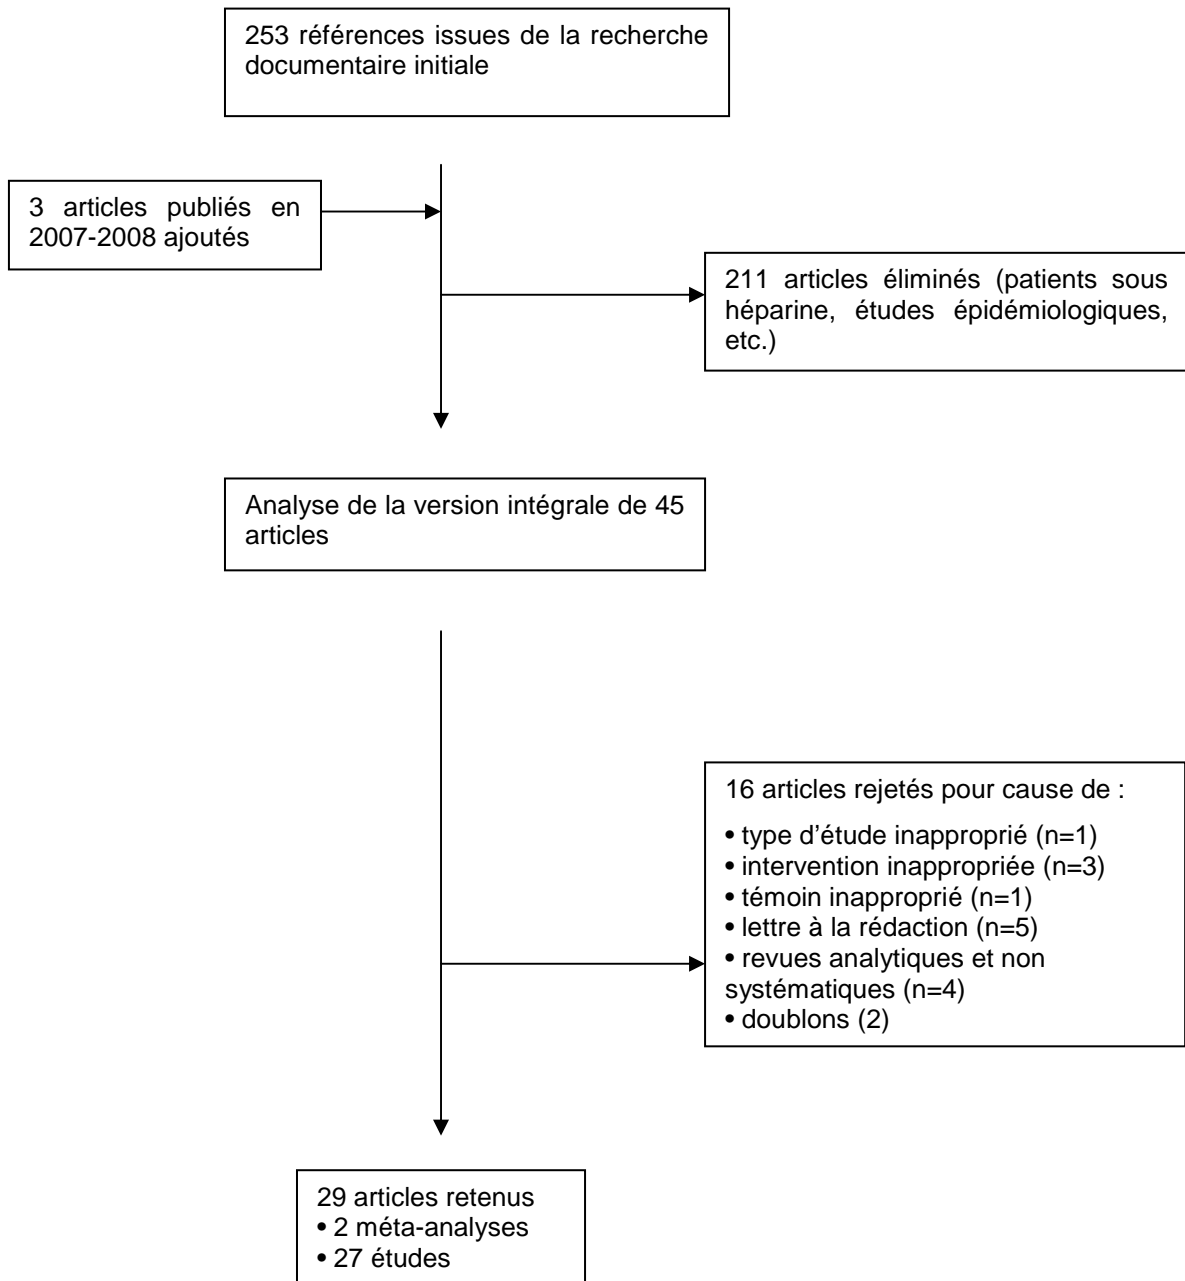 253 références issues de la recherche
documentaire initiale
3 articles publiés en
2007-2008 ajoutés
211 articles éliminés (patients sous
héparine, études épidémiologiques,
etc.)
Analyse de la version intégrale de 45
articles
16 articles rejetés pour cause de :
• type d’étude inapproprié (n=1)
• intervention inappropriée (n=3)
• témoin inapproprié (n=1)
• lettre à la rédaction (n=5)
• revues analytiques et non
systématiques (n=4)
• doublons (2)
29 articles retenus
• 2 méta-analyses
• 27 études